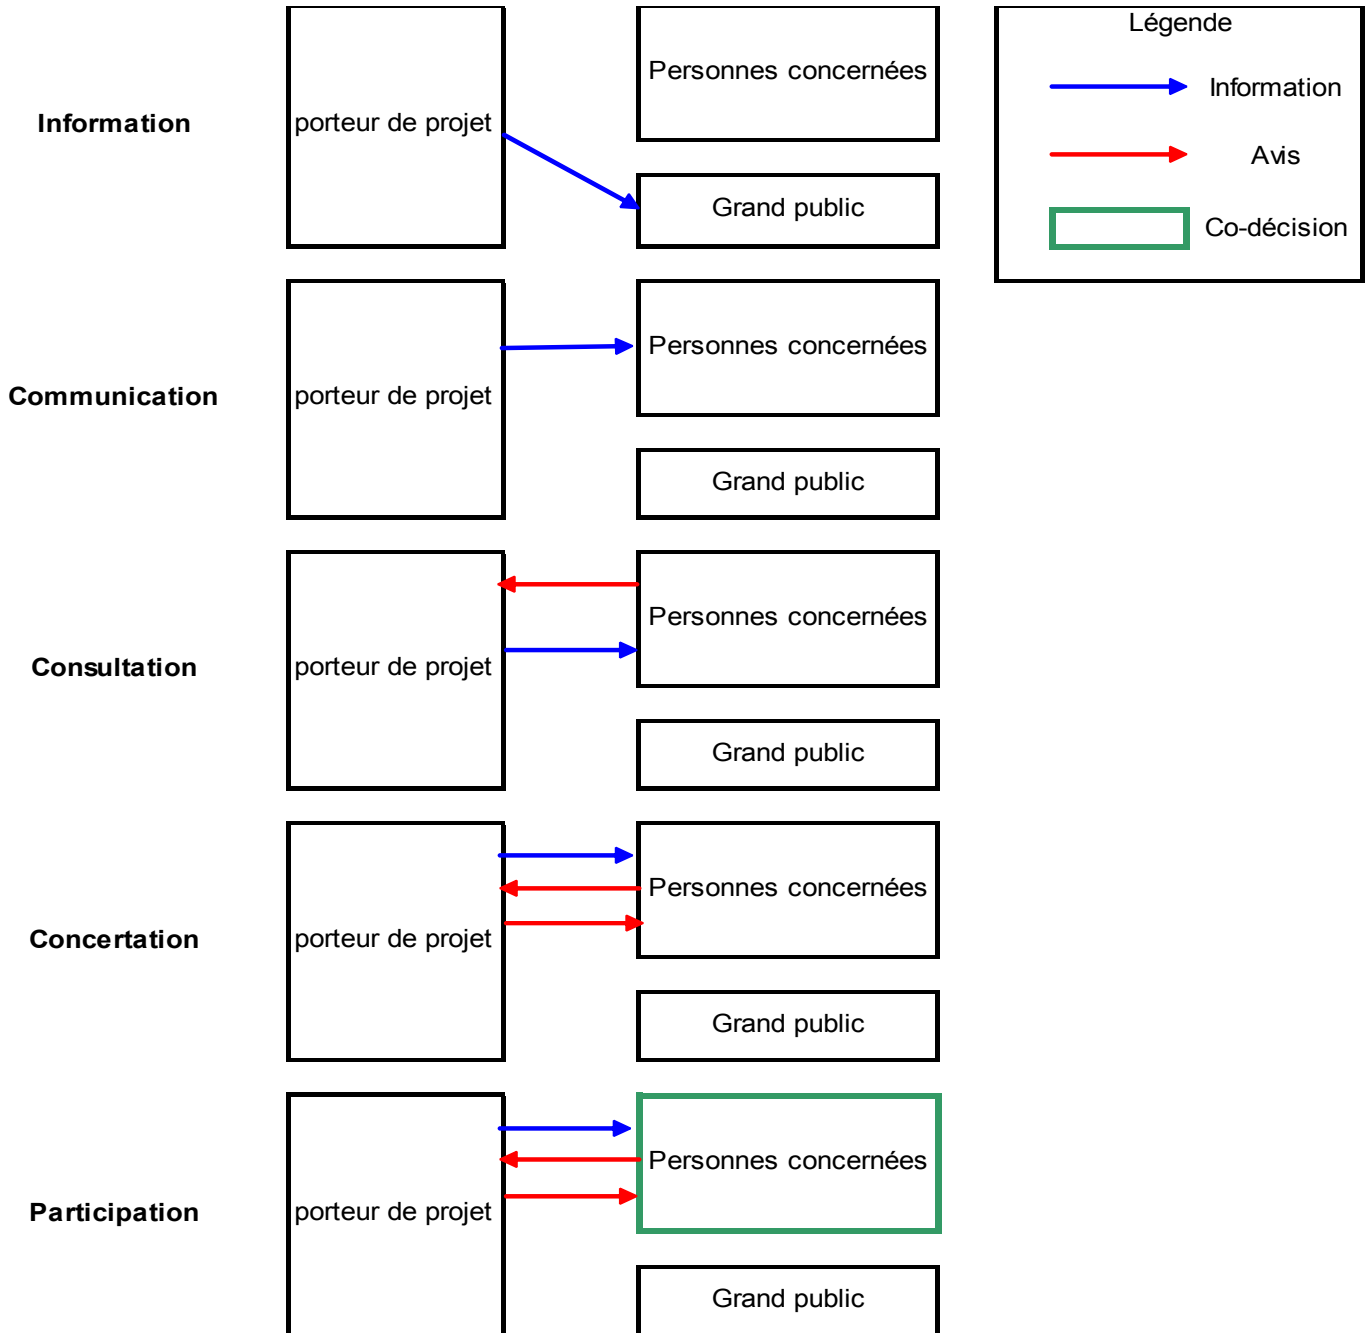 Information
porteur de projet
Personnes concernées
Grand public
Légende
Information
Avis
Co-décision
Communication
porteur de projet
Personnes concernées
Grand public
Consultation
porteur de projet
Personnes concernées
Grand public
Concertation
porteur de projet
Personnes concernées
Grand public
Participation
porteur de projet
Personnes concernées
Grand public